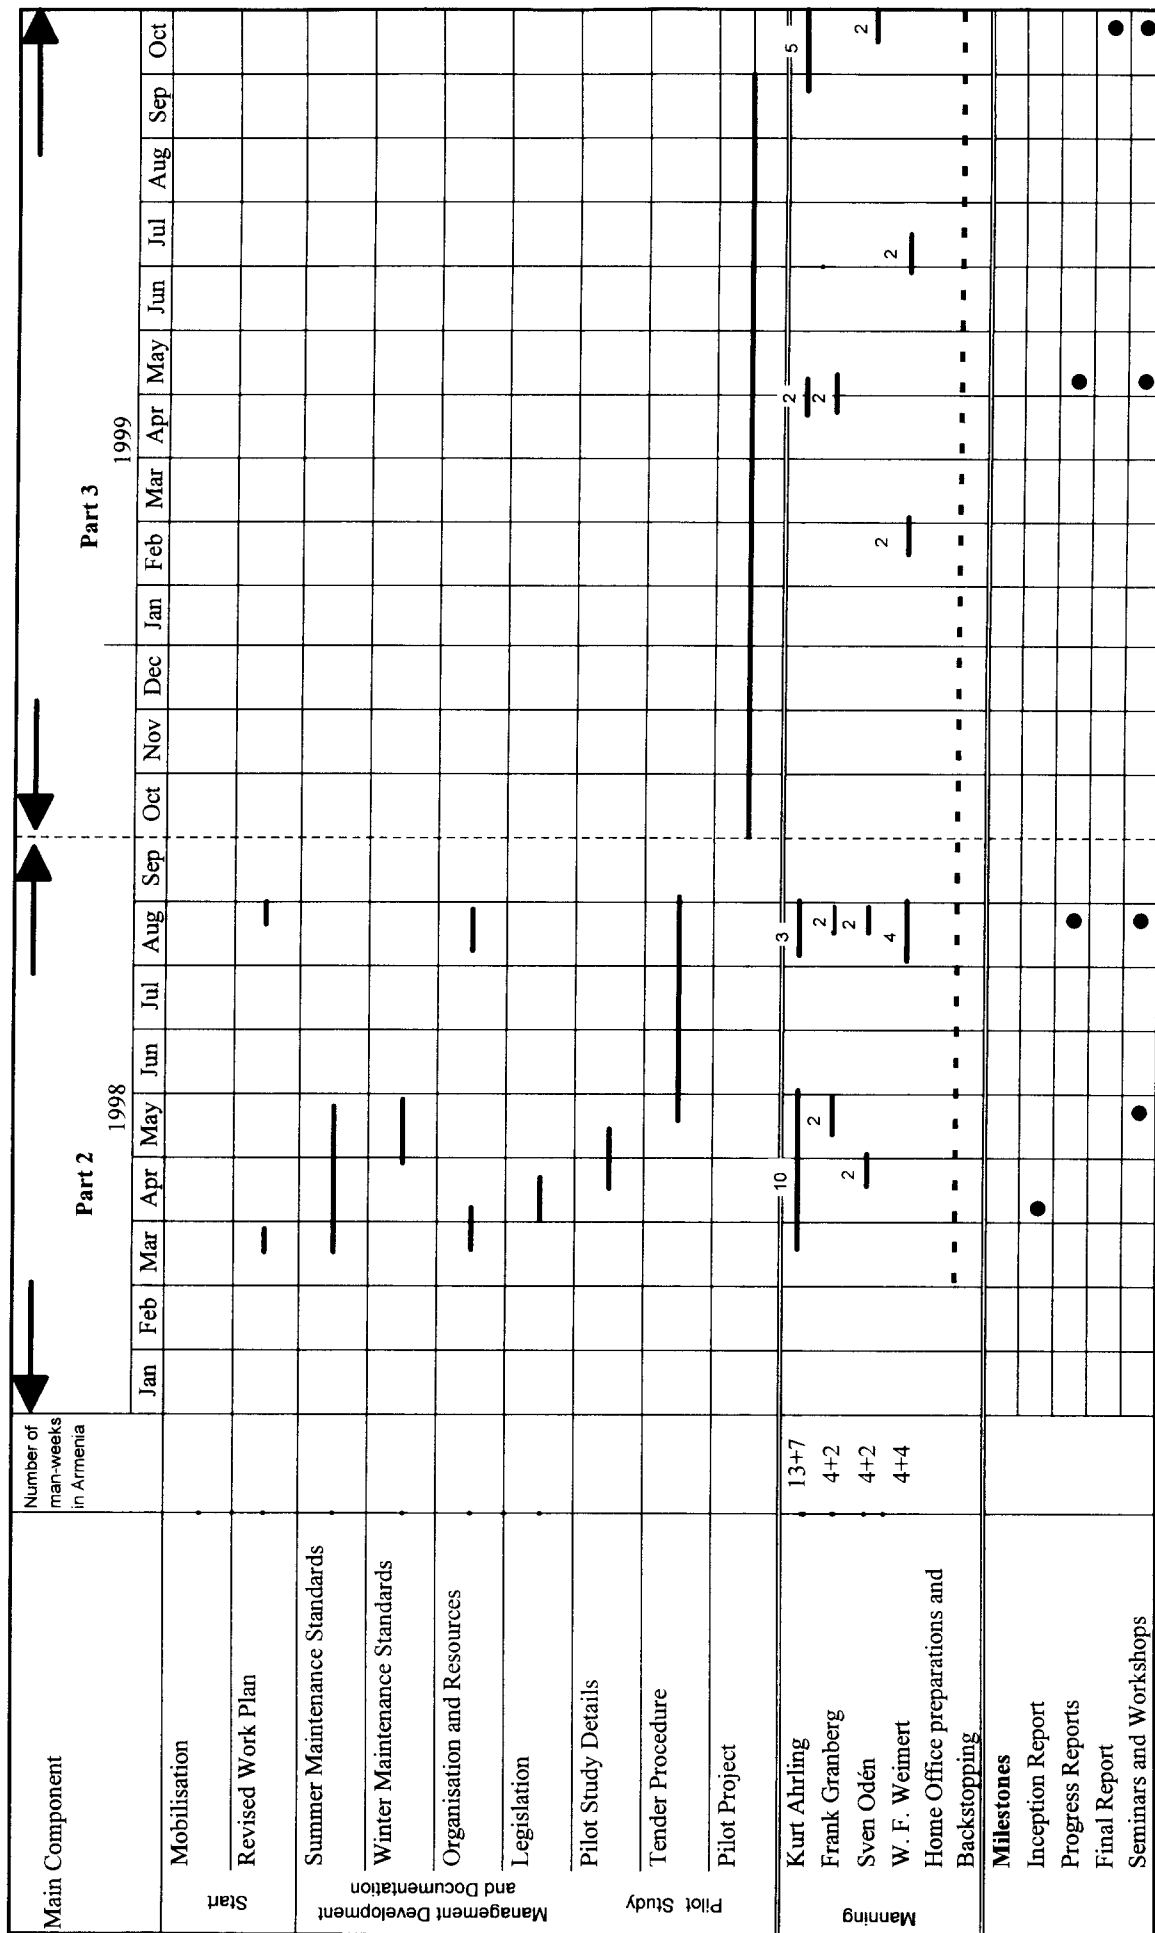 Main Component
Number of
man-weeks
in Armenia
Part 2
Part 3
1998
1999
Jan Feb Mar Apr May Jun Jul Aug Sep Oct Nov Dec Jan Feb Mar Apr May Jun Jul Aug Sep Oct
Start
Mobilisation
Revised Work Plan
Management Development
and Documentation
Summer Maintenance Standards
Winter Maintenance Standards
Organisation and Resources
Legislation
Pilot Study
Pilot Study Details
Tender Procedure
Pilot Project
Manning
Kurt Ahrling 13+7 10 3 2 5
Frank Granberg 4+2 2 2 2
Sven Odén 4+2 2 2 2
W. F. Weimert 4+4 4 2 2
Home Office preparations and
Backstopping
Milestones
Inception Report
Progress Reports
Final Report
Seminars and Workshops